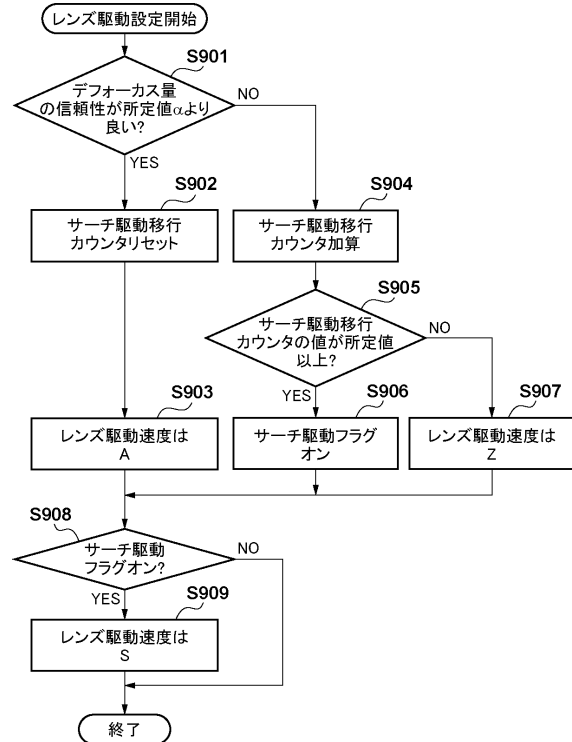 レンズ駆動設定開始
S901
デフォーカス量
の信頼性が所定値αより
良い?
NO
YES
S902
サーチ駆動移行
カウンタリセット
S904
サーチ駆動移行
カウンタ加算
S905
サーチ駆動移行
カウンタの値が所定値
以上?
NO
YES
S903
レンズ駆動速度は
A
S906
サーチ駆動フラグ
オン
S907
レンズ駆動速度は
Z
S908
サーチ駆動
フラグオン?
NO
YES
S909
レンズ駆動速度は
S
終了